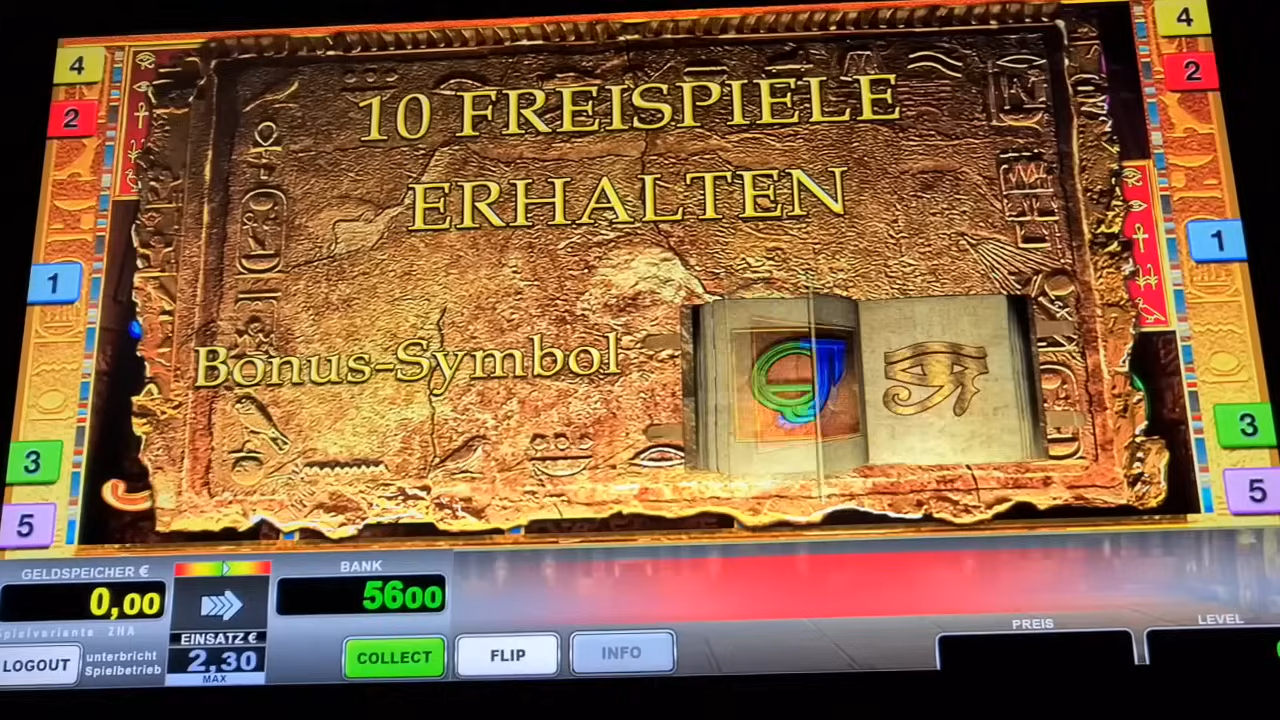 4
4
2
2
10 FREISPIELE
ERHALTEN
1
1
Bonus-Symbol
3
3
5
5
GELDSPEICHER €
0,00
BANK
5600
Spielvariante ZHA
EINSATZ €
2,30
MAX
LOGOUT
unterbricht
Spielbetrieb
COLLECT
FLIP
INFO
PREIS
LEVEL